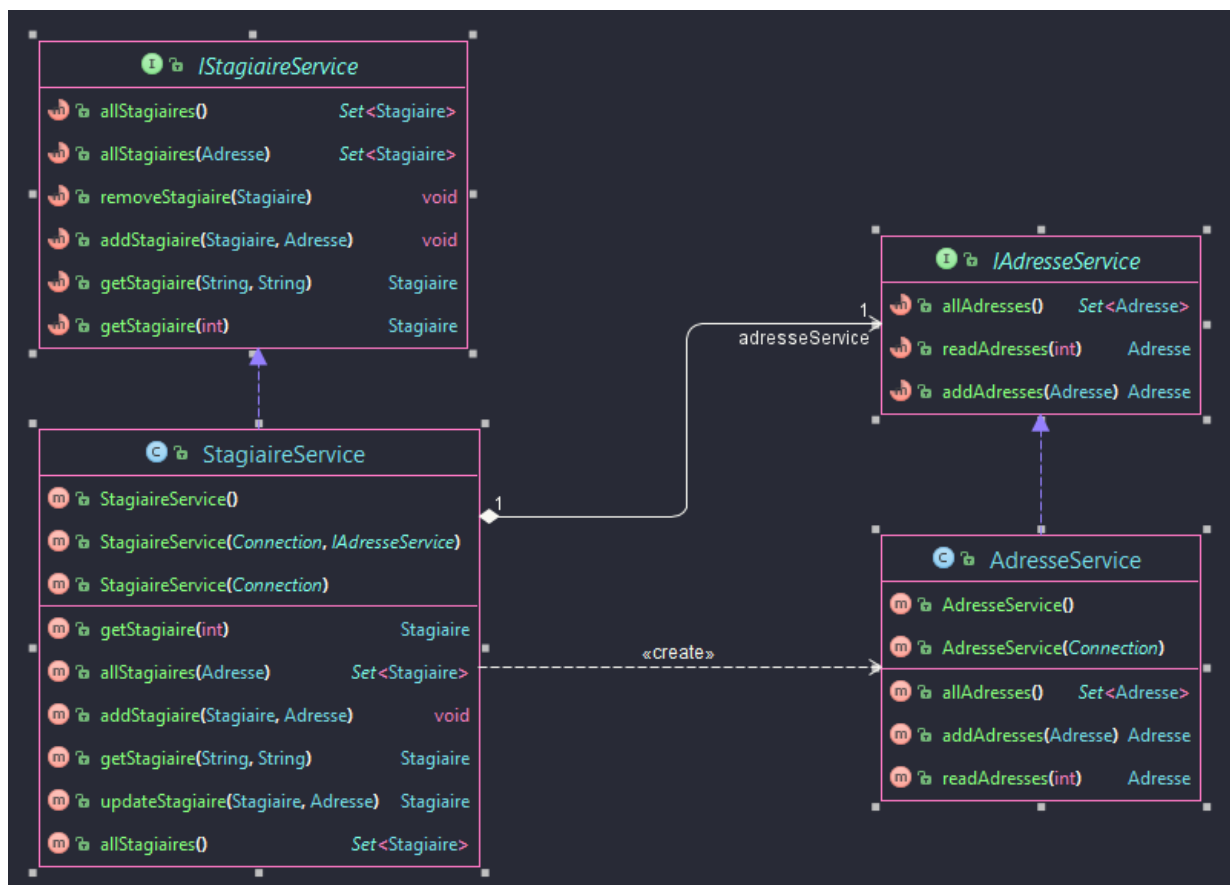 IStagiaireService
allStagiaires() Set<Stagiaire>
allStagiaires(Adresse) Set<Stagiaire>
removeStagiaire(Stagiaire) void
addStagiaire(Stagiaire, Adresse) void
getStagiaire(String, String) Stagiaire
getStagiaire(int) Stagiaire
IAdresseService
allAdresses() Set<Adresse>
readAdresses(int) Adresse
addAdresses(Adresse) Adresse
1
adresseService
StagiaireService
StagiaireService()
StagiaireService(Connection, IAdresseService)
StagiaireService(Connection)
getStagiaire(int) Stagiaire
allStagiaires(Adresse) Set<Stagiaire>
addStagiaire(Stagiaire, Adresse) void
getStagiaire(String, String) Stagiaire
updateStagiaire(Stagiaire, Adresse) Stagiaire
allStagiaires() Set<Stagiaire>
1
«create»
AdresseService
AdresseService()
AdresseService(Connection)
allAdresses() Set<Adresse>
addAdresses(Adresse) Adresse
readAdresses(int) Adresse